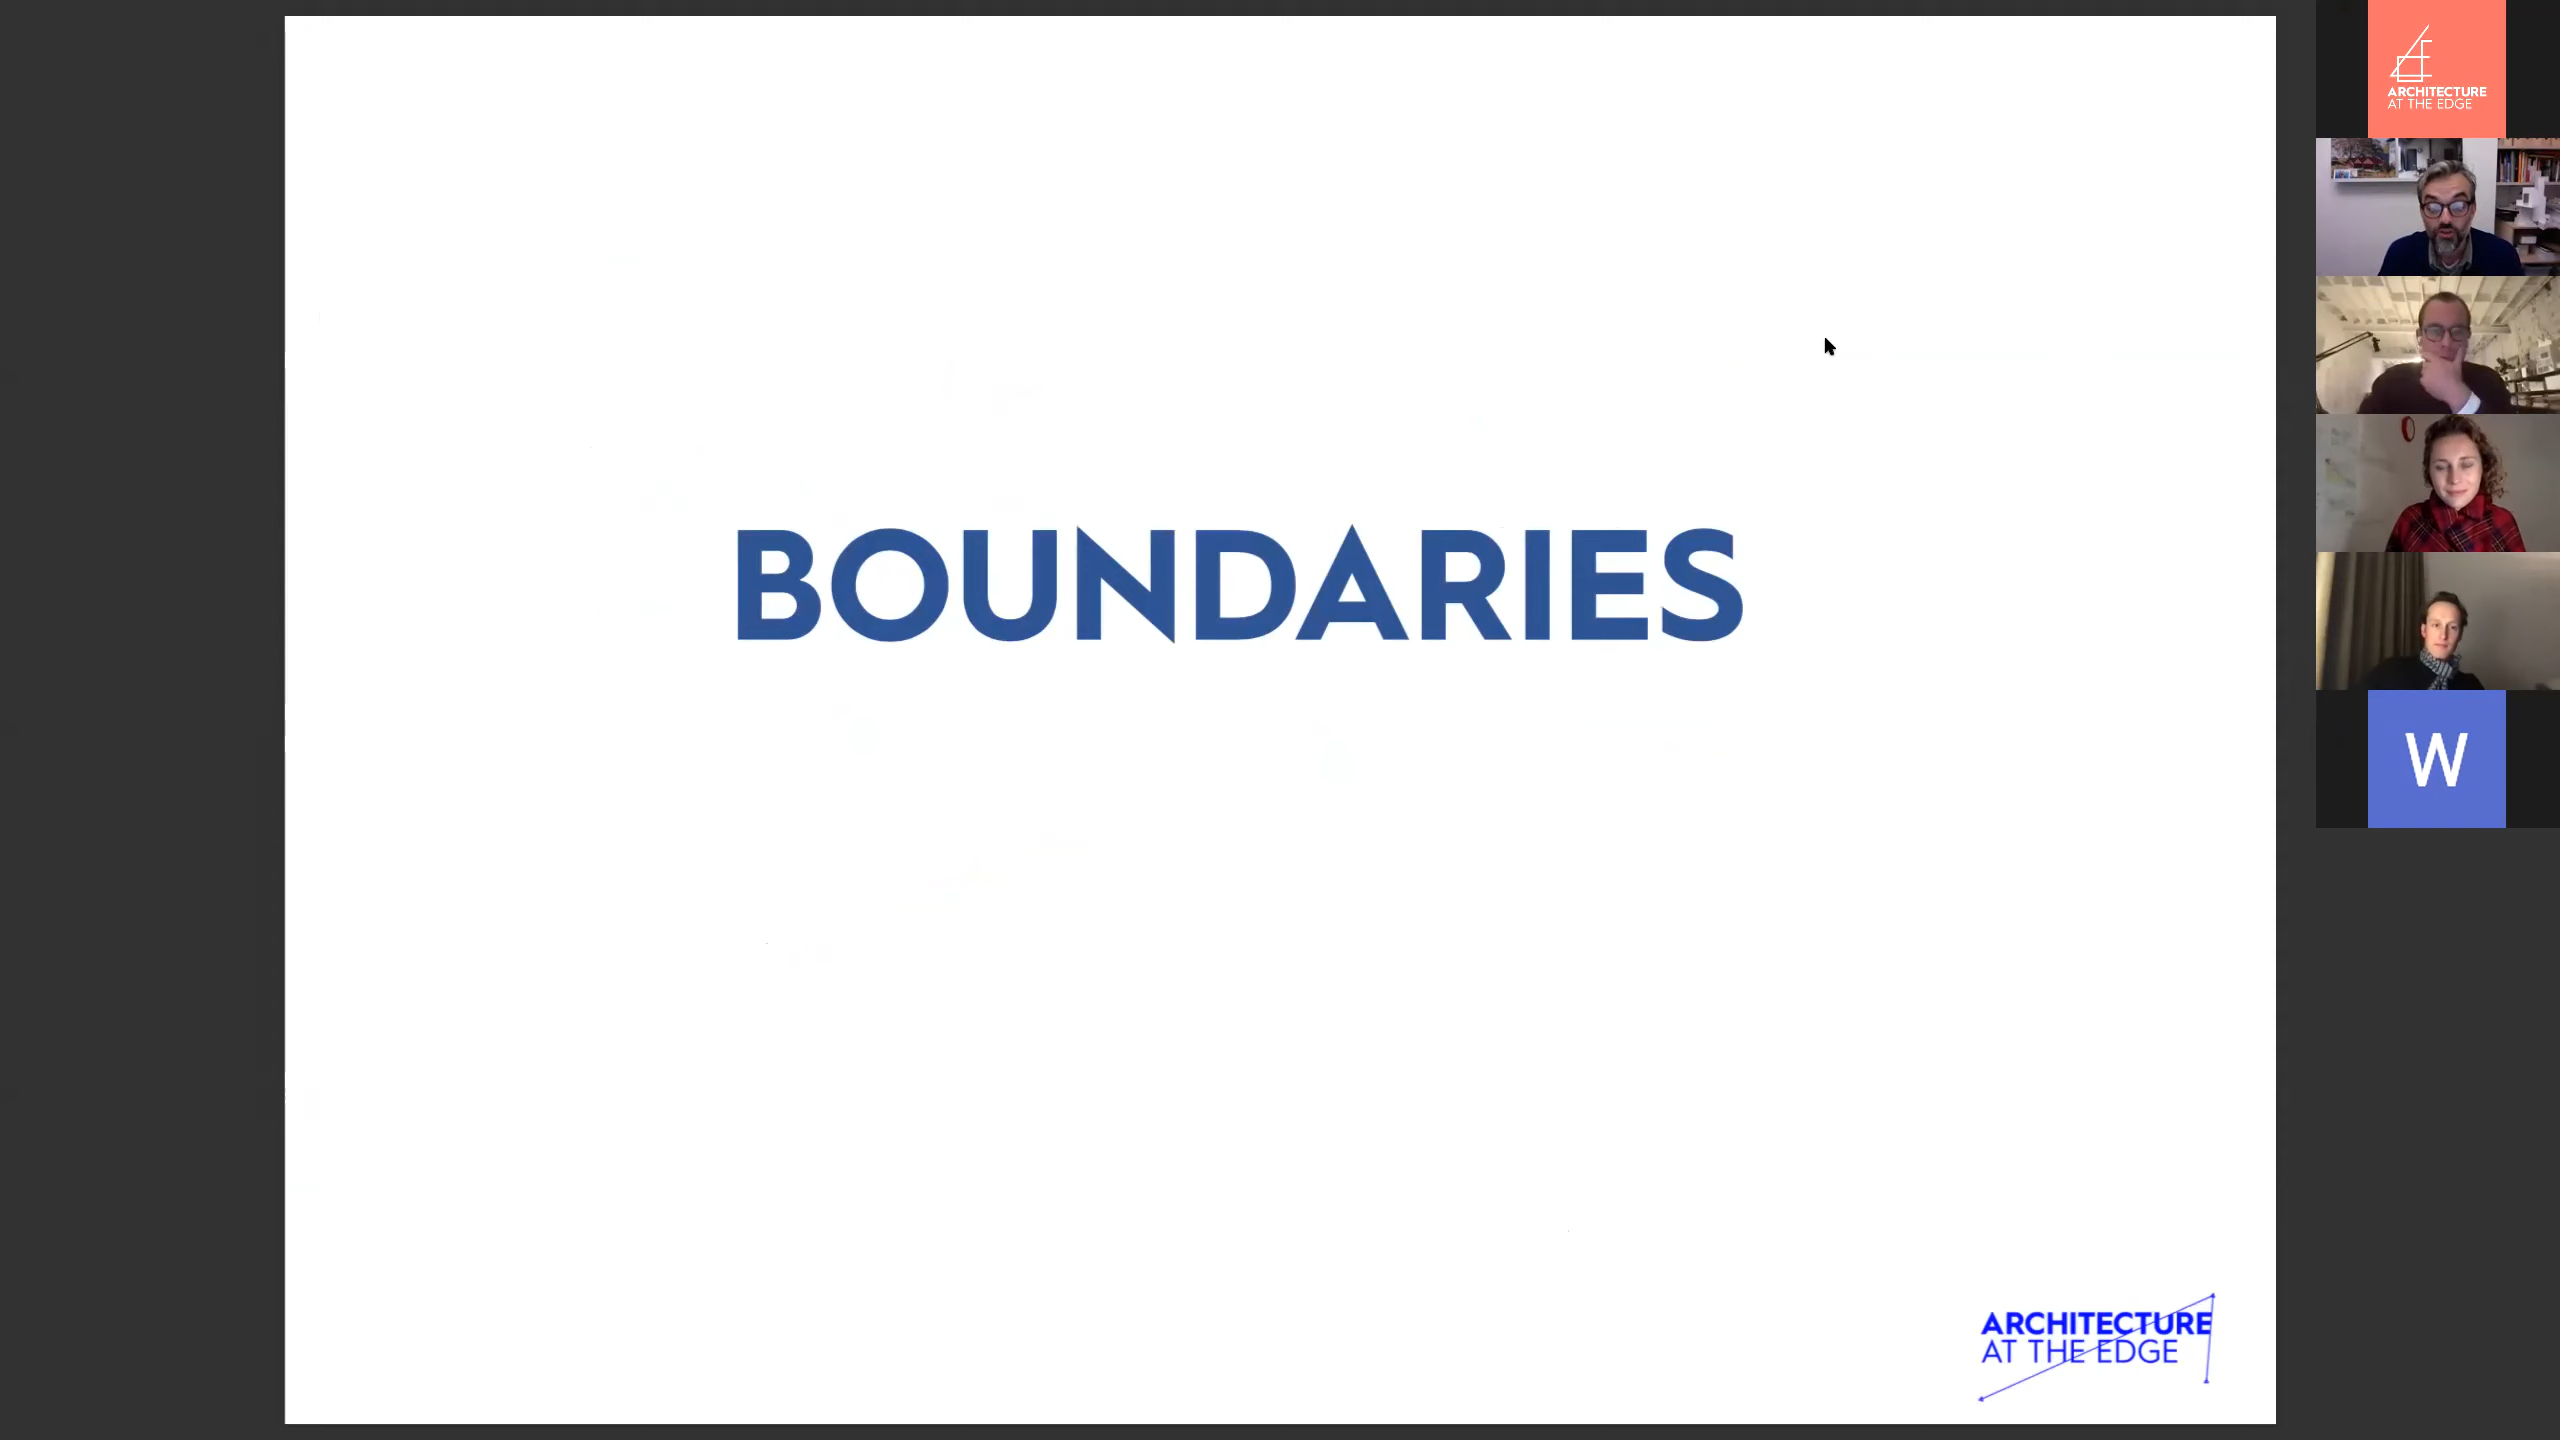 BOUNDARIES
ARCHITECTURE
AT THE EDGE
ARCHITECTURE
AT THE EDGE
W